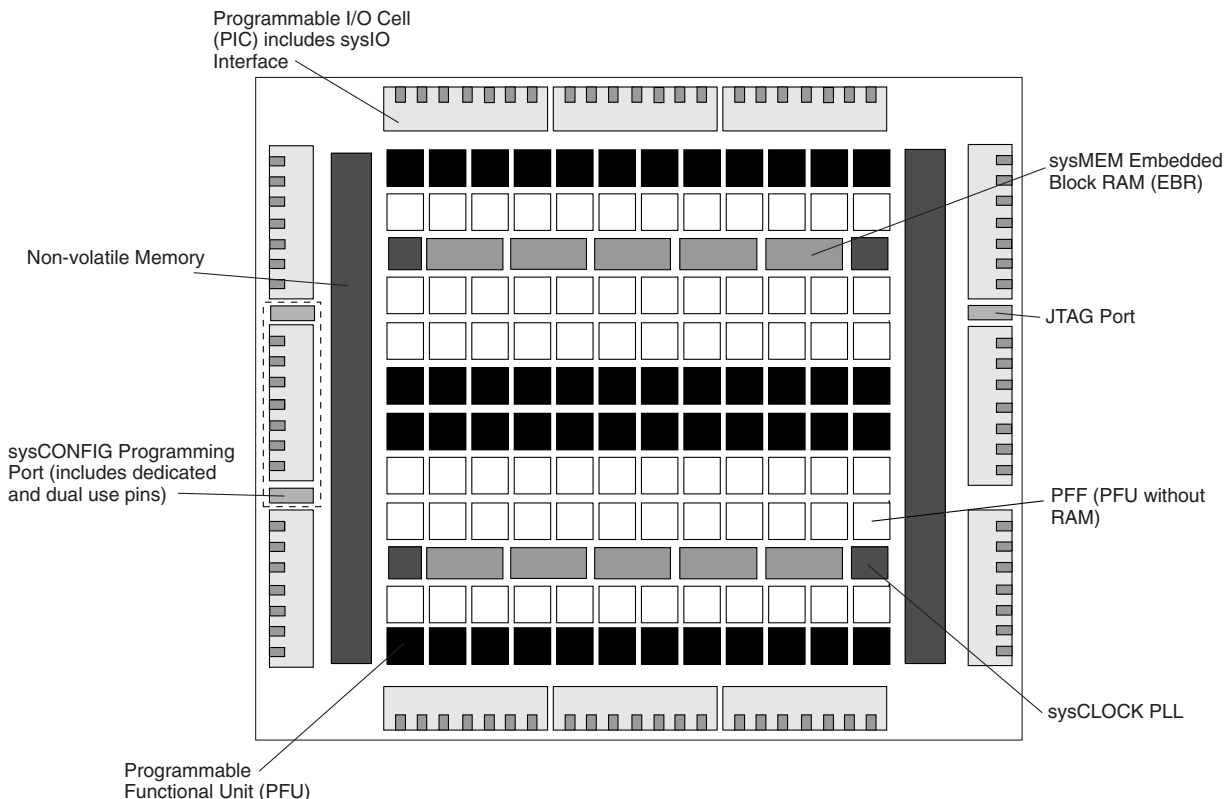 Programmable I/O Cell
(PIC) includes sysIO
Interface
sysMEM Embedded
Block RAM (EBR)
Non-volatile Memory
JTAG Port
sysCONFIG Programming
Port (includes dedicated
and dual use pins)
PFF (PFU without
RAM)
sysCLOCK PLL
Programmable
Functional Unit (PFU)